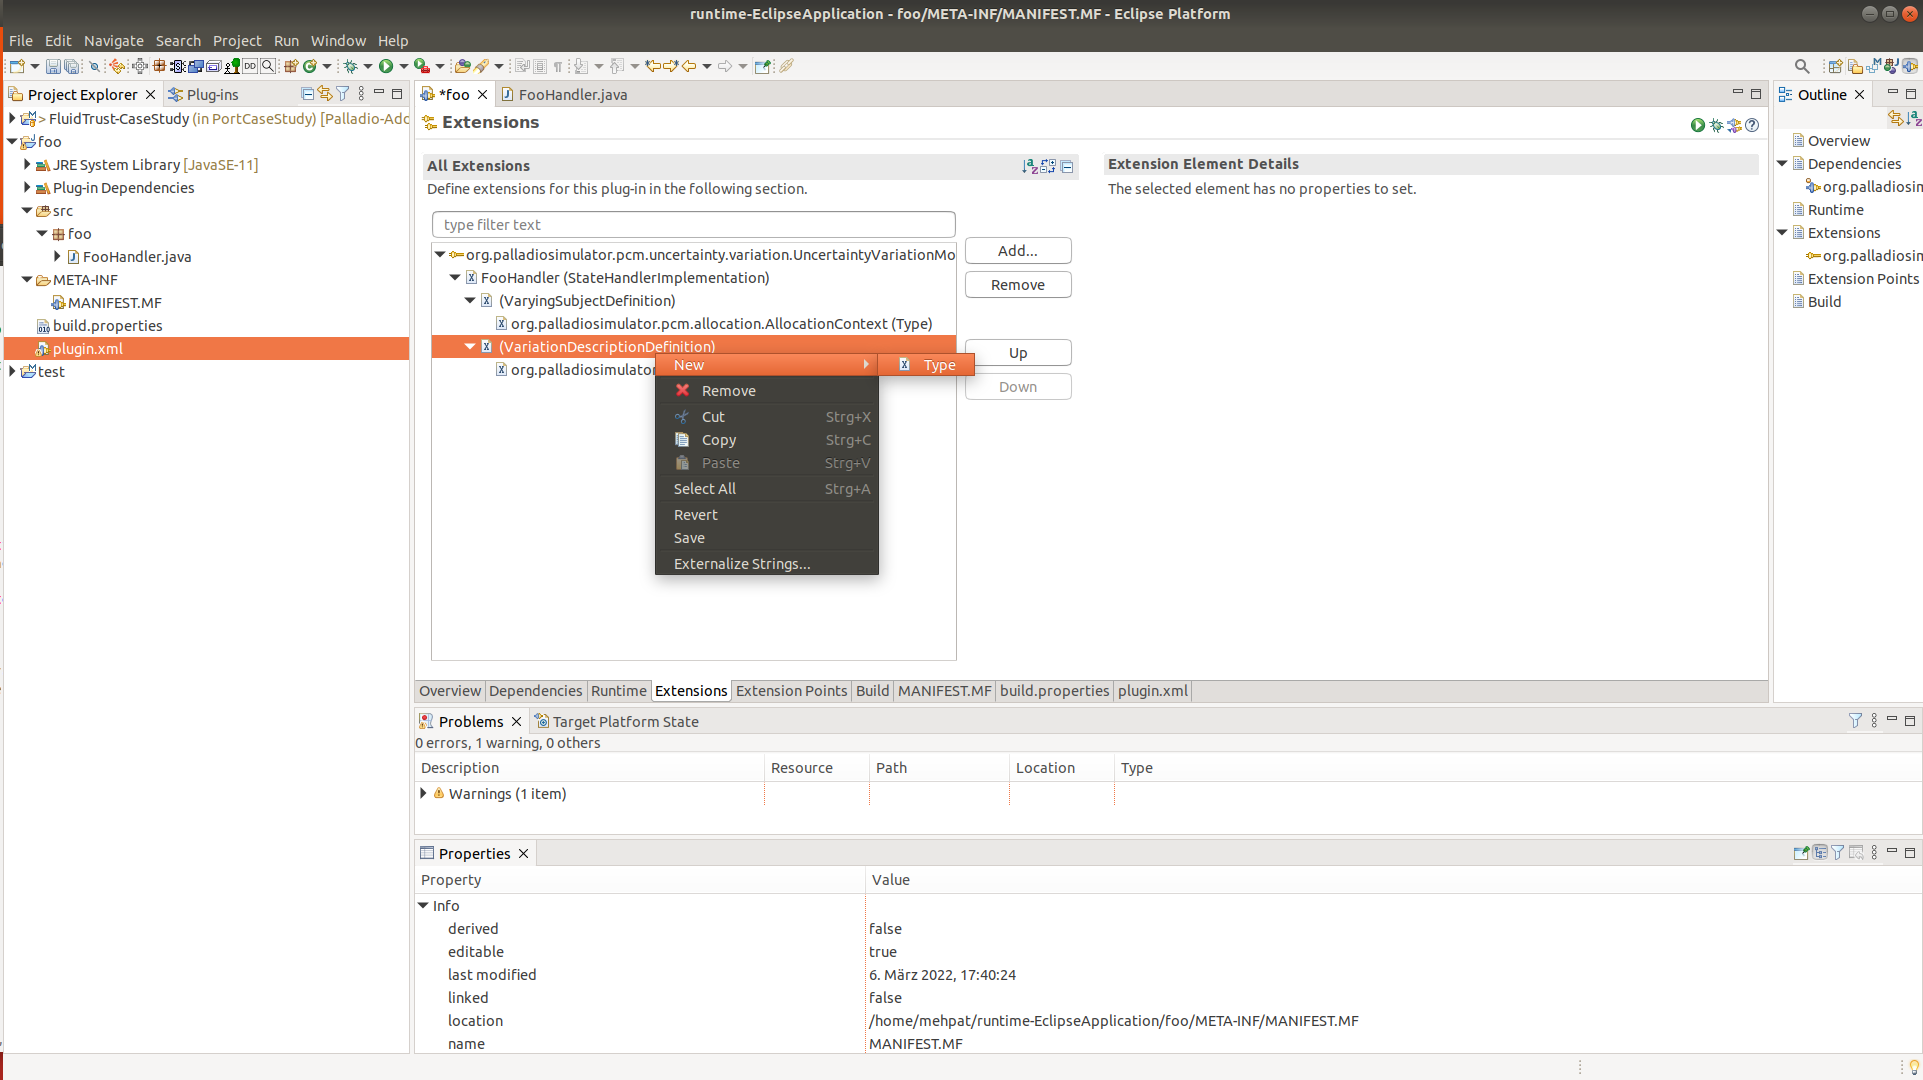 runtime-EclipseApplication - foo/META-INF/MANIFEST.MF - Eclipse Platform
File Edit Navigate Search Project Run Window Help
Project Explorer
Plug-ins
> FluidTrust-CaseStudy (in PortCaseStudy) [Palladio-Add
foo
JRE System Library [JavaSE-11]
Plug-in Dependencies
src
foo
FooHandler.java
META-INF
MANIFEST.MF
build.properties
plugin.xml
test
*foo
FooHandler.java
Extensions
All Extensions
Define extensions for this plug-in in the following section.
type filter text
org.palladiosimulator.pcm.uncertainty.variation.UncertaintyVariationMo
FooHandler (StateHandlerImplementation)
(VaryingSubjectDefinition)
org.palladiosimulator.pcm.allocation.AllocationContext (Type)
(VariationDescriptionDefinition)
org.palladiosimulator
Add...
Remove
Up
Down
New
Type
Remove
Cut Strg+X
Copy Strg+C
Paste Strg+V
Select All Strg+A
Revert
Save
Externalize Strings...
Extension Element Details
The selected element has no properties to set.
Overview Dependencies Runtime Extensions Extension Points Build MANIFEST.MF build.properties plugin.xml
Outline
Overview
Dependencies
org.palladiosim
Runtime
Extensions
org.palladiosim
Extension Points
Build
Problems
Target Platform State
0 errors, 1 warning, 0 others
Description Resource Path Location Type
Warnings (1 item)
Properties
Property Value
Info
derived false
editable true
last modified 6. März 2022, 17:40:24
linked false
location /home/mehpat/runtime-EclipseApplication/foo/META-INF/MANIFEST.MF
name MANIFEST.MF